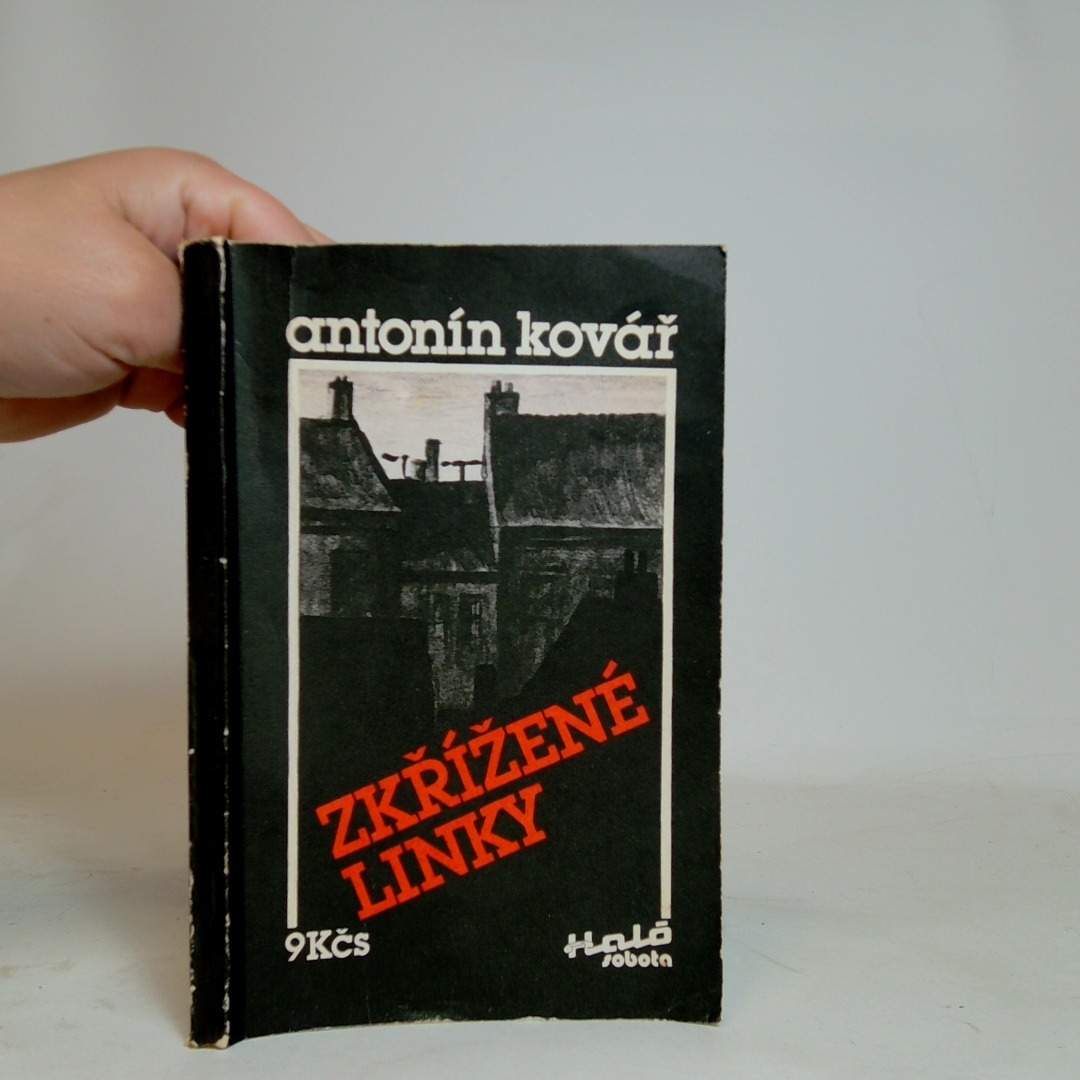 antonín kovář
ZKŘÍŽENÉ
LINKY
9Kčs
Haló
sobota